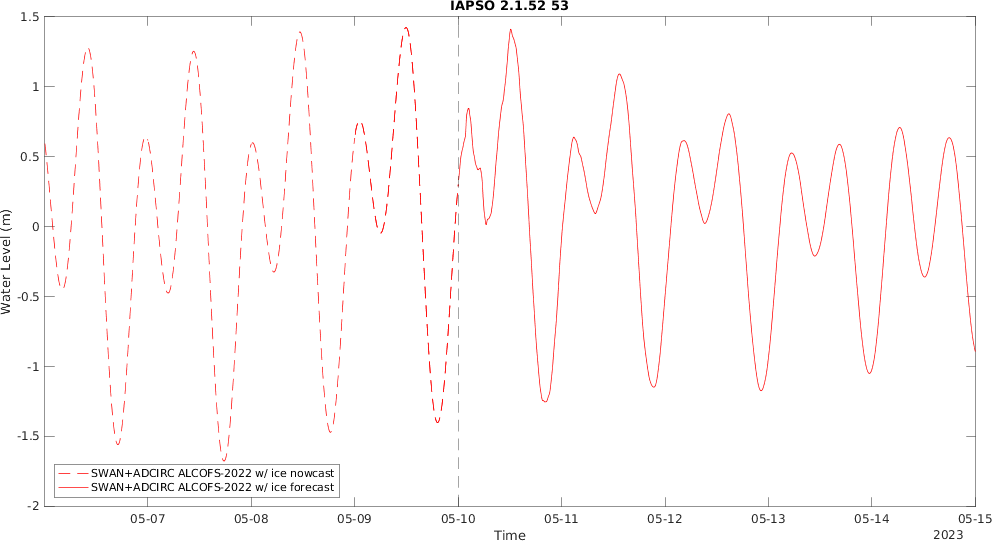 IAPSO 2.1.52 53
Water Level (m)
1.5
1
0.5
0
-0.5
-1
-1.5
-2
SWAN+ADCIRC ALCOFS-2022 w/ ice nowcast
SWAN+ADCIRC ALCOFS-2022 w/ ice forecast
05-07 05-08 05-09 05-10 05-11 05-12 05-13 05-14 05-15
Time
2023